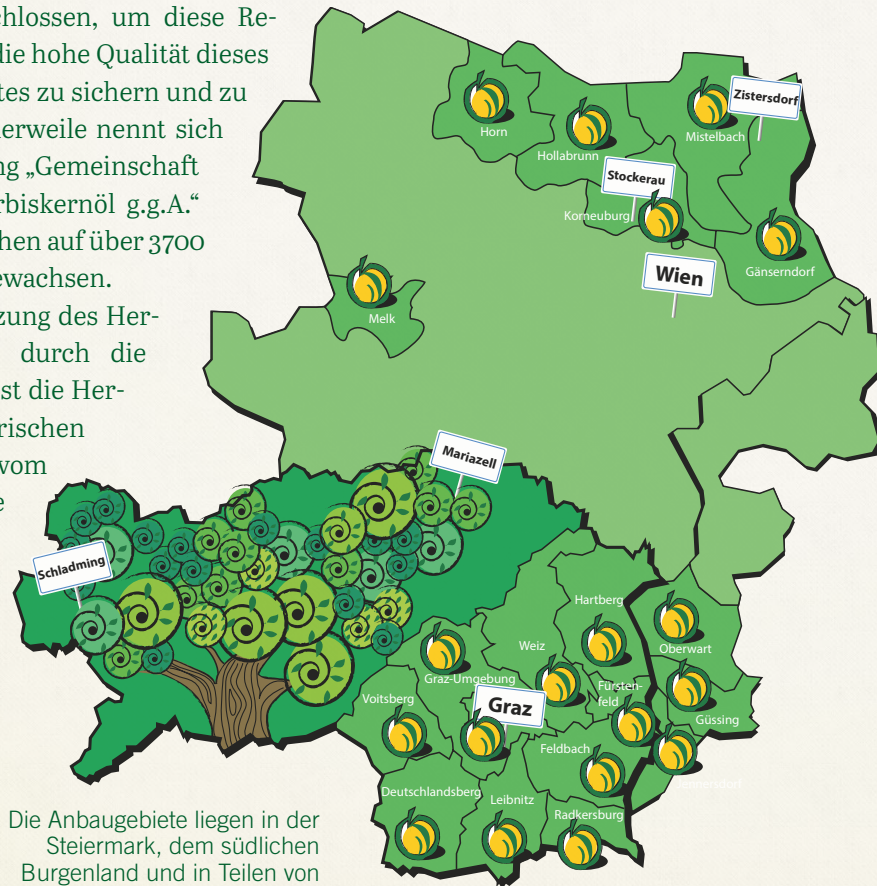 chlossen, um diese Re-
die hohe Qualität dieses
tes zu sichern und zu
lerweile nennt sich
ng „Gemeinschaft
rbiskernöl g.g.A.“
hen auf über 3700
ewachsen.
zung des Her-
durch die
st die Her-
rischen
vom
e
Horn
Hollabrunn
Mistelbach
Zistersdorf
Stockerau
Korneuburg
Wien
Gänserndorf
Melk
Mariazell
Schladming
Hartberg
Weiz
Oberwart
Graz-Umgebung
Fürsten-
feld
Voitsberg
Graz
Güssing
Feldbach
Jennersdorf
Deutschlandsberg
Leibnitz
Radkersburg
Die Anbaugebiete liegen in der
Steiermark, dem südlichen
Burgenland und in Teilen von